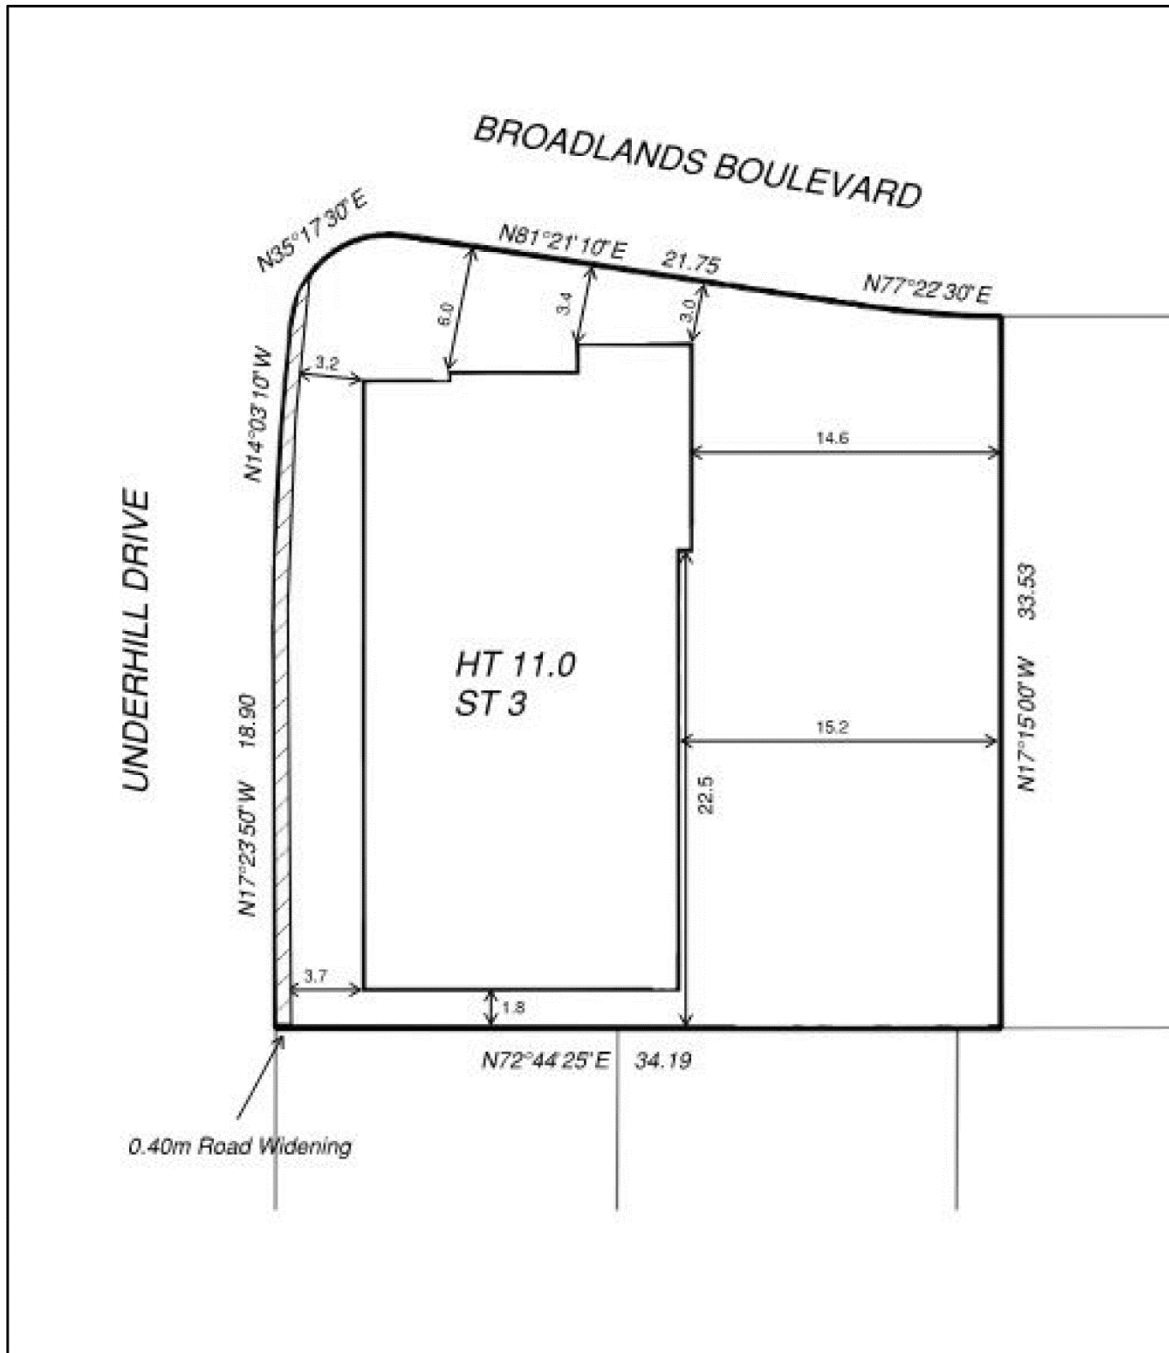 BROADLANDS BOULEVARD
N35°17'30"E
N81°21'10"E
21.75
N77°22'30"E
6.0
3.4
3.0
3.2
N14°03'10"W
14.6
UNDERHILL DRIVE
HT 11.0
ST 3
33.53
N17°15'00"W
18.90
N17°23'50"W
15.2
22.5
3.7
1.8
N72°44'25"E
34.19
0.40m Road Widening